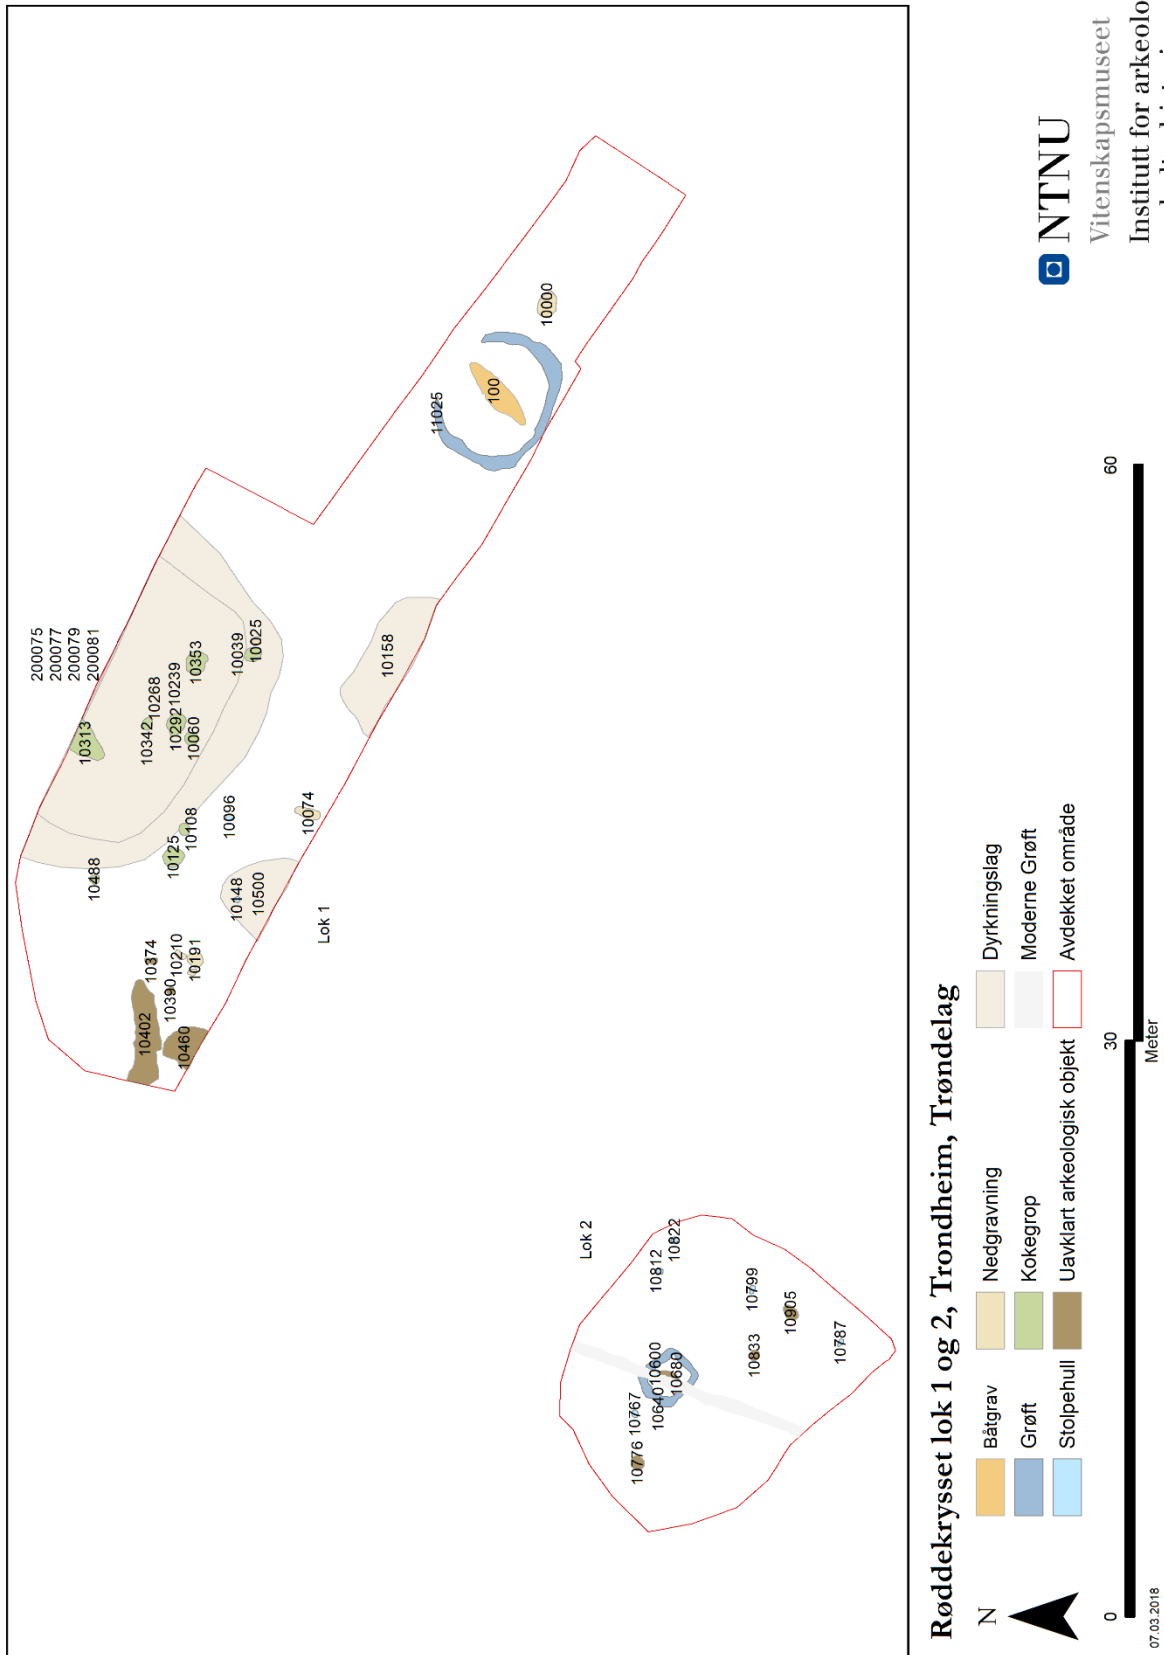 200075
200077
200079
200081
10313
10488
10342
10268
10374
10402
10390
10210
10125
10292
10239
10460
10191
10108
10060
10353
10148
10096
10039
10500
10025
10074
Lok 1
10158
11025
100
10000
Lok 2
10776
10767
10640
10600
10680
10812
10822
10833
10799
10905
10787
Røddekrysset lok 1 og 2, Trondheim, Trøndelag
N
Båtgrav
Grøft
Stolpehull
Nedgravning
Kokegrop
Uavklart arkeologisk objekt
Dyrkningslag
Moderne Grøft
Avdekket område
0
30
60
Meter
07.03.2018
NTNU
Vitenskapsmuseet
Institutt for arkeolo